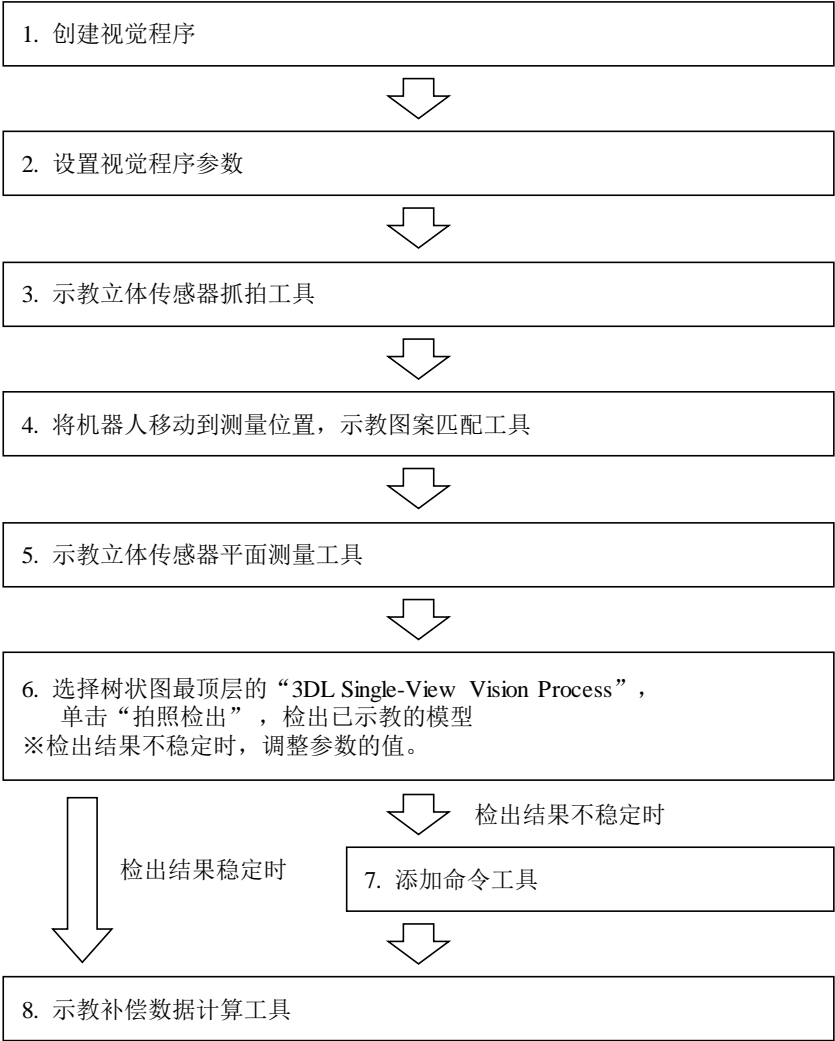 1. 创建视觉程序
2. 设置视觉程序参数
3. 示教立体传感器抓拍工具
4. 将机器人移动到测量位置，示教图案匹配工具
5. 示教立体传感器平面测量工具
6. 选择树状图最顶层的“3DL Single-View Vision Process”，
单击“拍照检出”，检出已示教的模型
※检出结果不稳定时，调整参数的值。
检出结果不稳定时
检出结果稳定时
7. 添加命令工具
8. 示教补偿数据计算工具